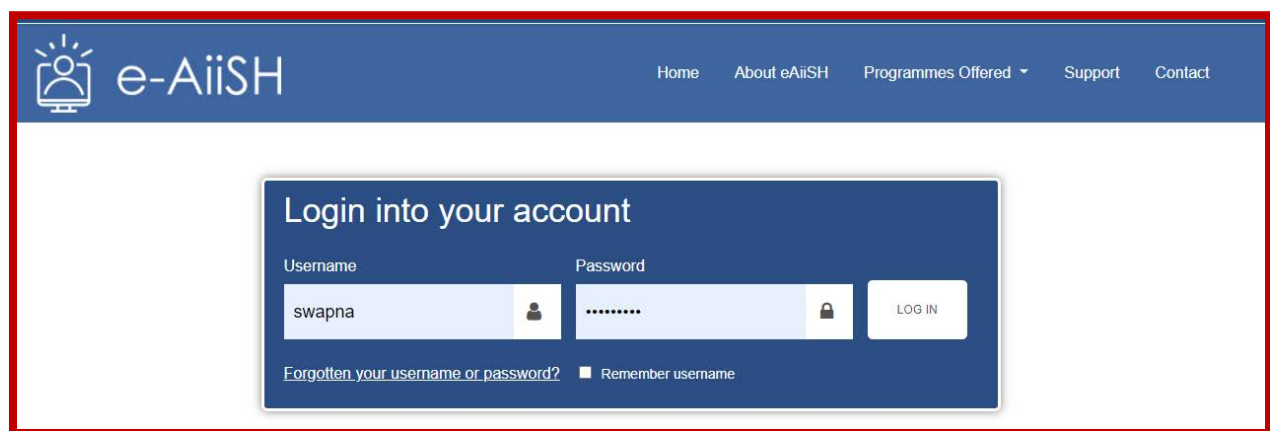 e-AiiSH
Home About eAiiSH Programmes Offered Support Contact
Login into your account
Username Password
swapna ••••••••• LOG IN
Forgotten your username or password? Remember username